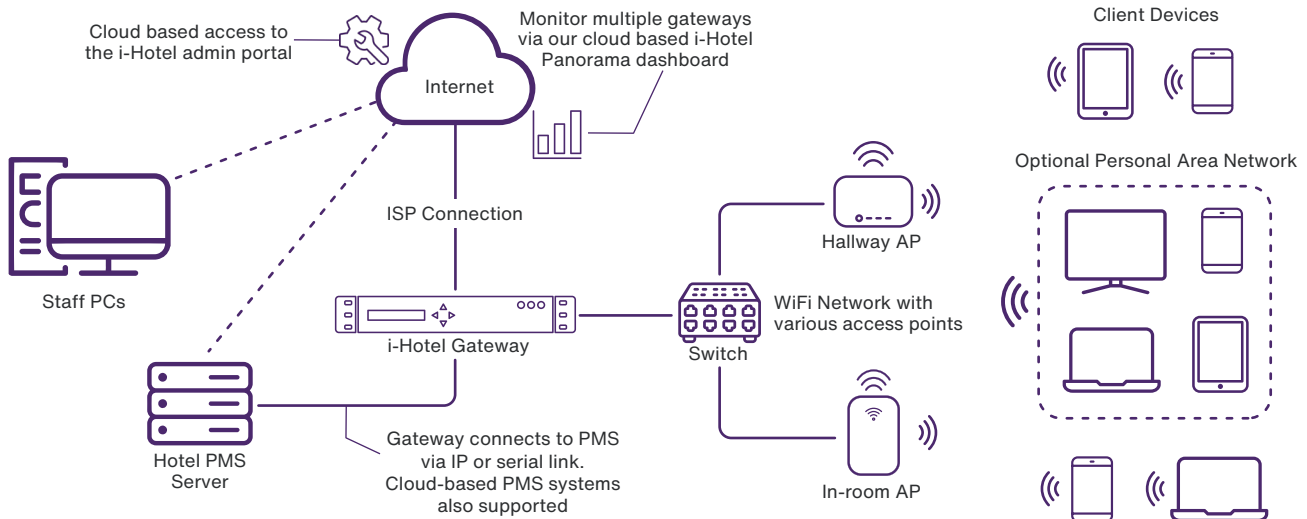 Cloud based access to
the i-Hotel admin portal
Monitor multiple gateways
via our cloud based i-Hotel
Panorama dashboard
Internet
Client Devices
Optional Personal Area Network
ISP Connection
Staff PCs
Hallway AP
i-Hotel Gateway
Switch
WiFi Network with
various access points
Hotel PMS
Server
Gateway connects to PMS
via IP or serial link.
Cloud-based PMS systems
also supported
In-room AP